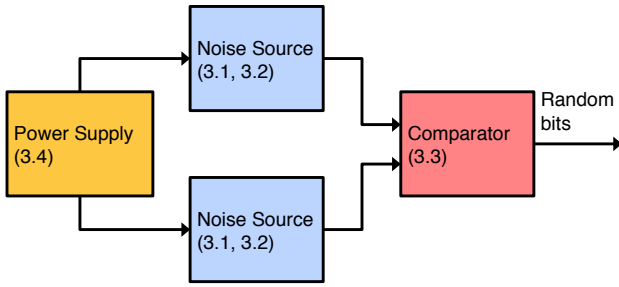 Noise Source
(3.1, 3.2)
Power Supply
(3.4)
Comparator
(3.3)
Random
bits
Noise Source
(3.1, 3.2)